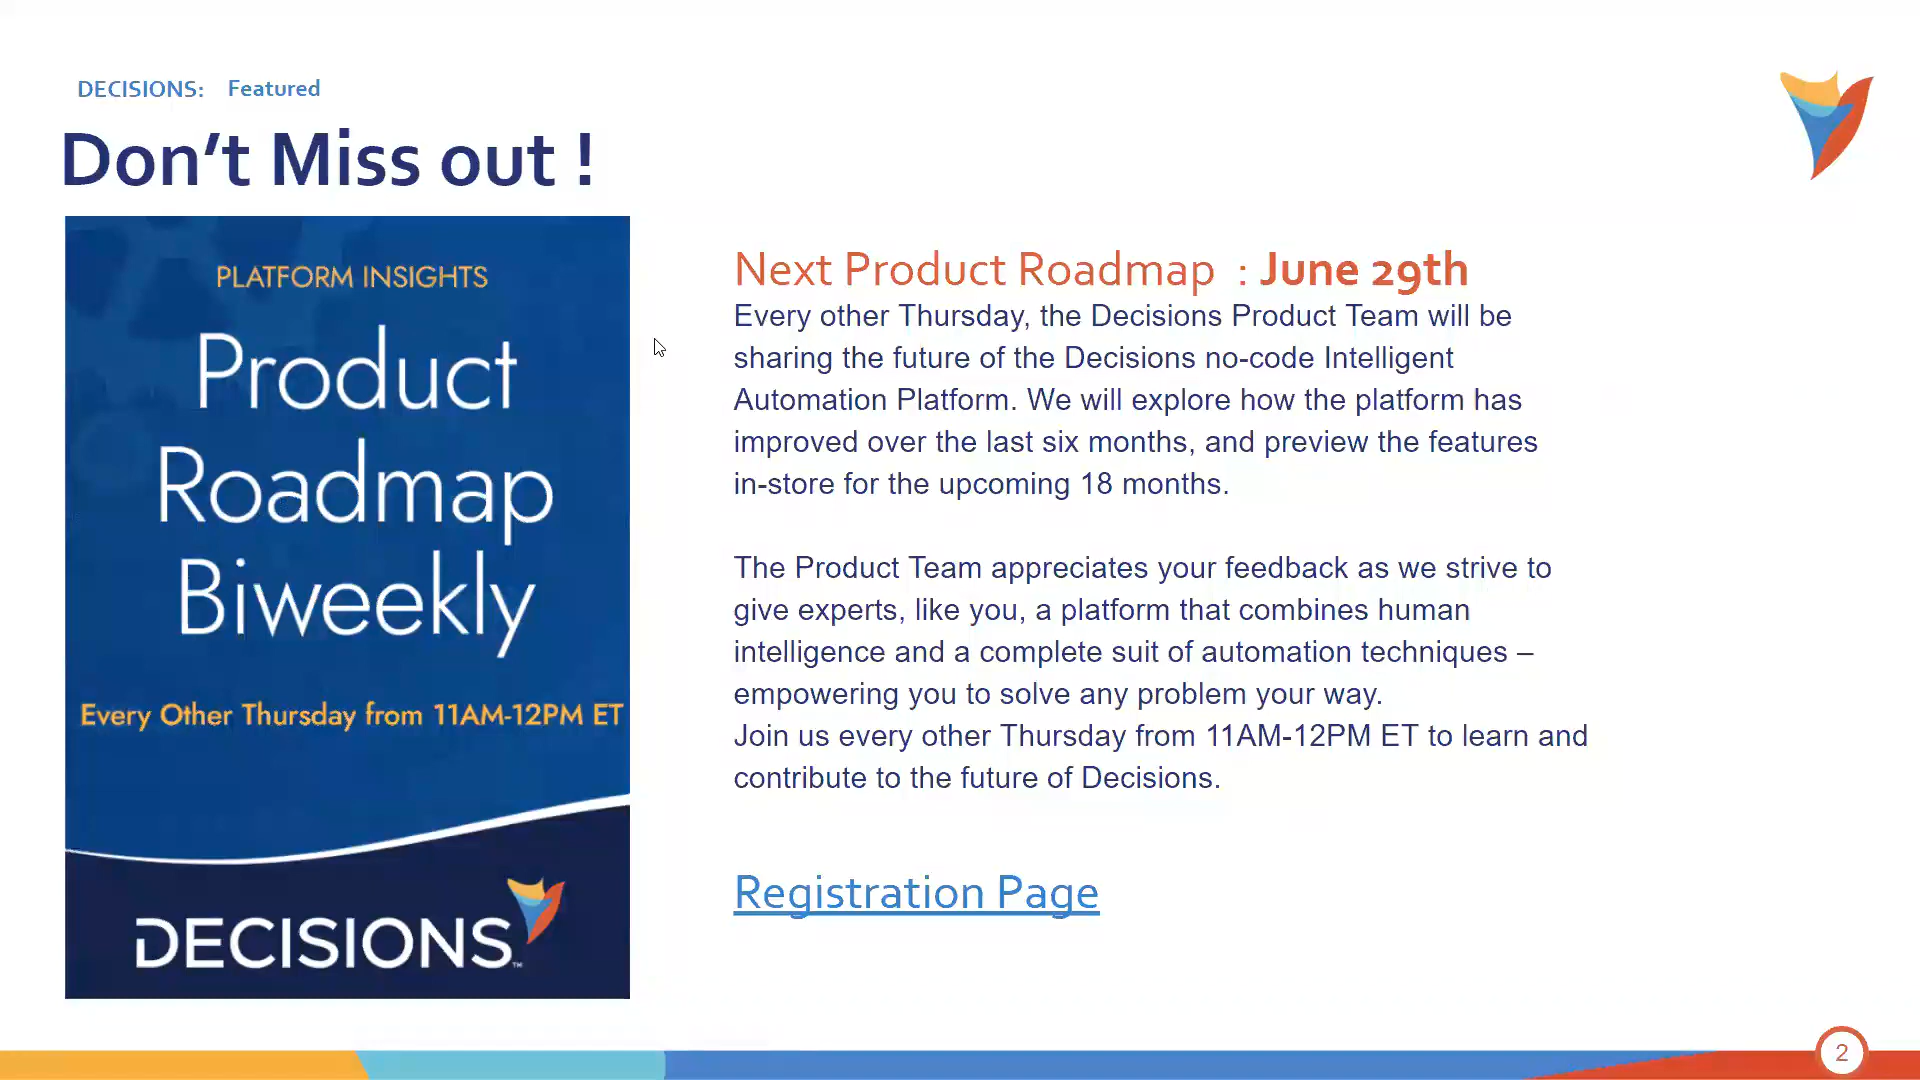 DECISIONS: Featured
Don’t Miss out !
PLATFORM INSIGHTS
Product
Roadmap
Biweekly
Every Other Thursday from 11AM-12PM ET
DECISIONS™
Next Product Roadmap : June 29th
Every other Thursday, the Decisions Product Team will be
sharing the future of the Decisions no-code Intelligent
Automation Platform. We will explore how the platform has
improved over the last six months, and preview the features
in-store for the upcoming 18 months.
The Product Team appreciates your feedback as we strive to
give experts, like you, a platform that combines human
intelligence and a complete suit of automation techniques –
empowering you to solve any problem your way.
Join us every other Thursday from 11AM-12PM ET to learn and
contribute to the future of Decisions.
Registration Page
2